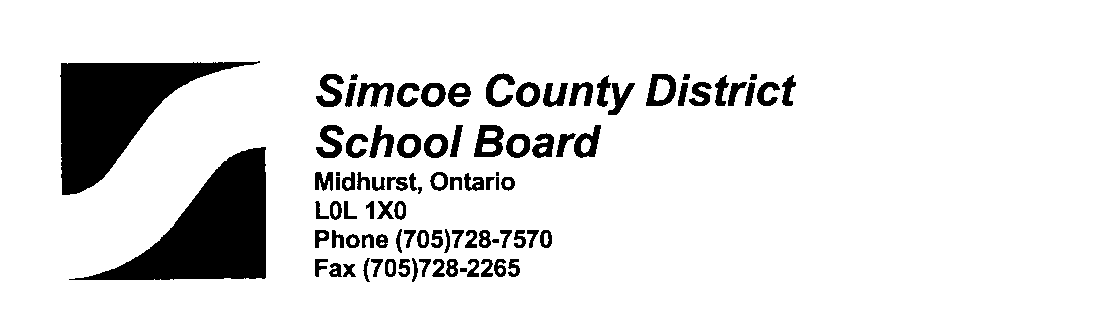 Simcoe County District
School Board
Midhurst, Ontario
L0L 1X0
Phone (705)728-7570
Fax (705)728-2265